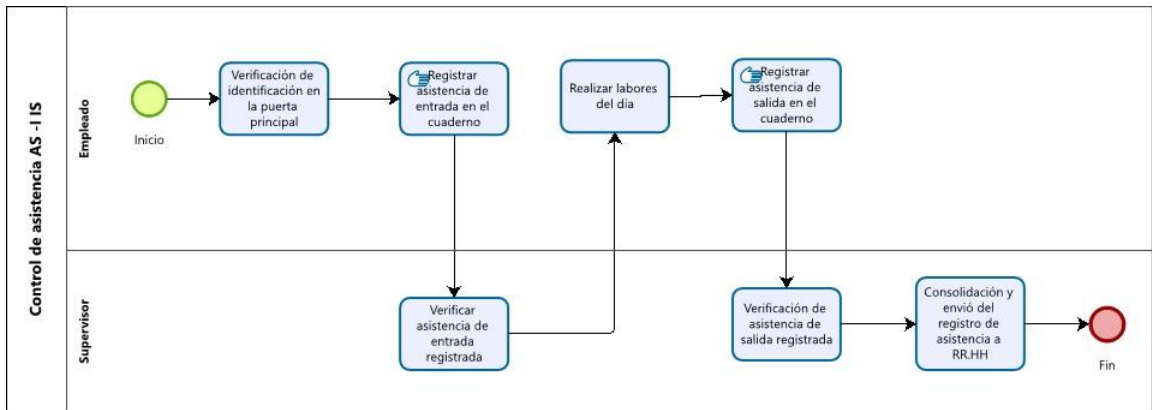 Control de asistencia AS -I IS
Empleado
Inicio
Verificación de
identificación en
la puerta
principal
Registrar
asistencia de
entrada en el
cuaderno
Realizar labores
del dia
Registrar
asistencia de
salida en el
cuaderno
Supervisor
Verificar
asistencia de
entrada
registrada
Verificación de
asistencia de
salida registrada
Consolidación y
envió del
registro de
asistencia a
RR.HH
Fin